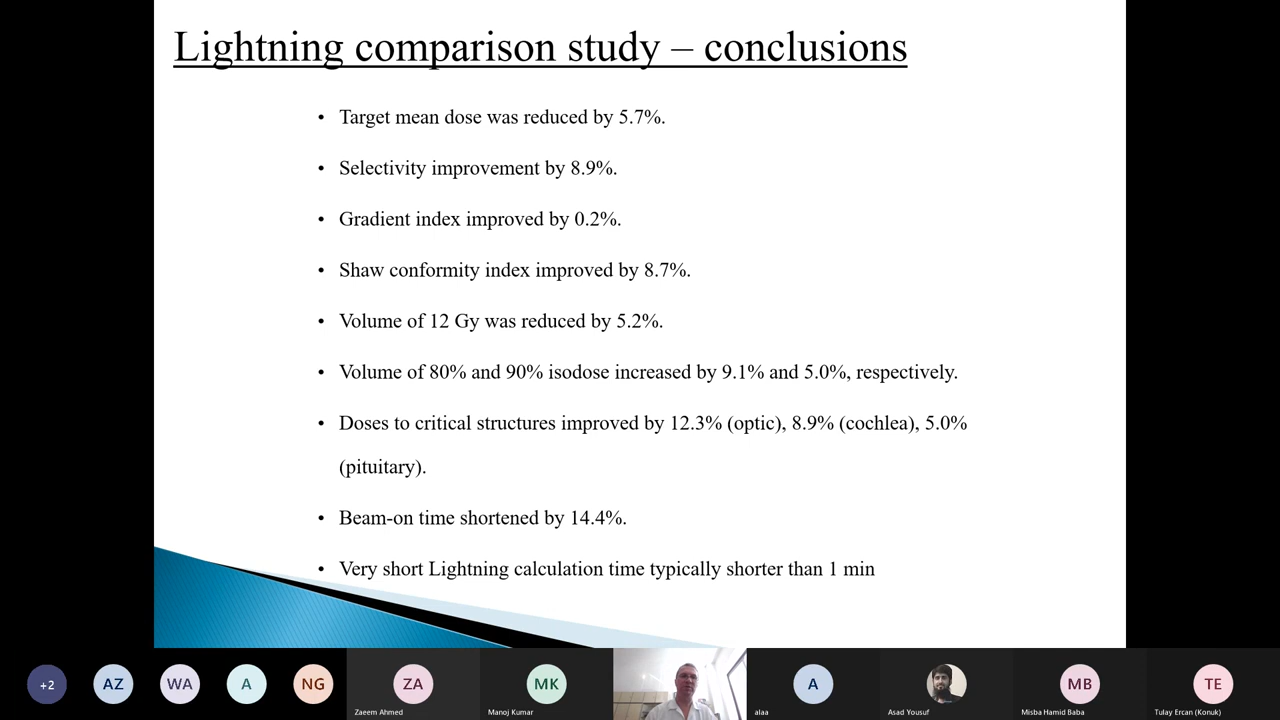 Lightning comparison study – conclusions
• Target mean dose was reduced by 5.7%.
• Selectivity improvement by 8.9%.
• Gradient index improved by 0.2%.
• Shaw conformity index improved by 8.7%.
• Volume of 12 Gy was reduced by 5.2%.
• Volume of 80% and 90% isodose increased by 9.1% and 5.0%, respectively.
• Doses to critical structures improved by 12.3% (optic), 8.9% (cochlea), 5.0%
(pituitary).
• Beam-on time shortened by 14.4%.
• Very short Lightning calculation time typically shorter than 1 min
+2 AZ WA A NG ZA MK A MB TE
Zaeem Ahmed Manoj Kumar alaa Asad Yousuf Misba Hamid Baba Tulay Ercan (Konuk)